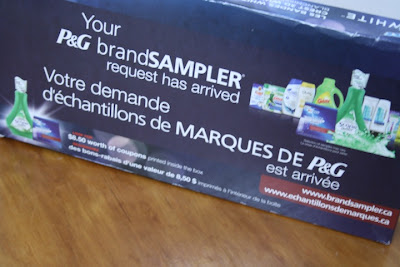 Your
P&G brandSAMPLER®
request has arrived
Votre demande
d'échantillons de MARQUES DE P&G
est arrivée
$8.50 worth of coupons printed inside the box
des bons-rabais d'une valeur de 8,50 $ imprimés à l'intérieur de la boîte
www.brandsampler.ca
www.echantillonsdemarques.ca
WHITE